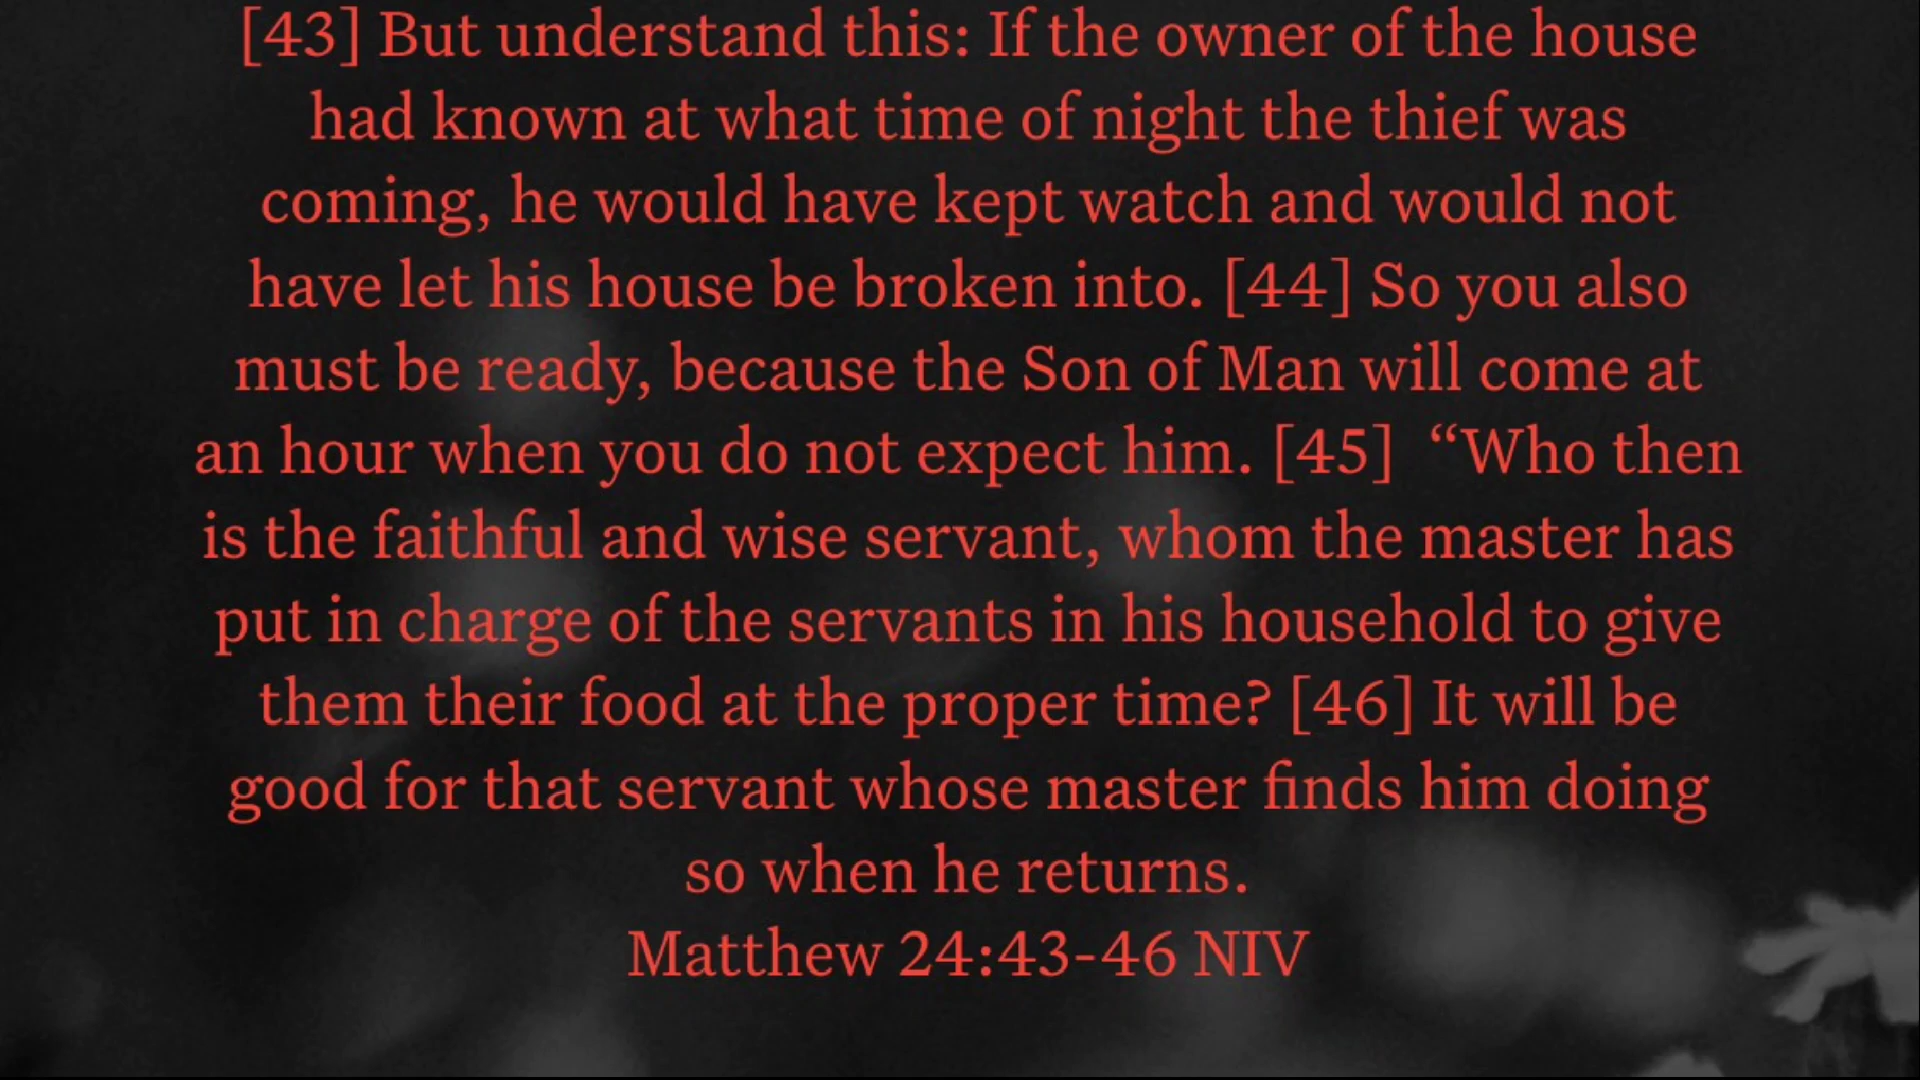 [43] But understand this: If the owner of the house
had known at what time of night the thief was
coming, he would have kept watch and would not
have let his house be broken into. [44] So you also
must be ready, because the Son of Man will come at
an hour when you do not expect him. [45]  “Who then
is the faithful and wise servant, whom the master has
put in charge of the servants in his household to give
them their food at the proper time? [46] It will be
good for that servant whose master finds him doing
so when he returns.
Matthew 24:43-46 NIV